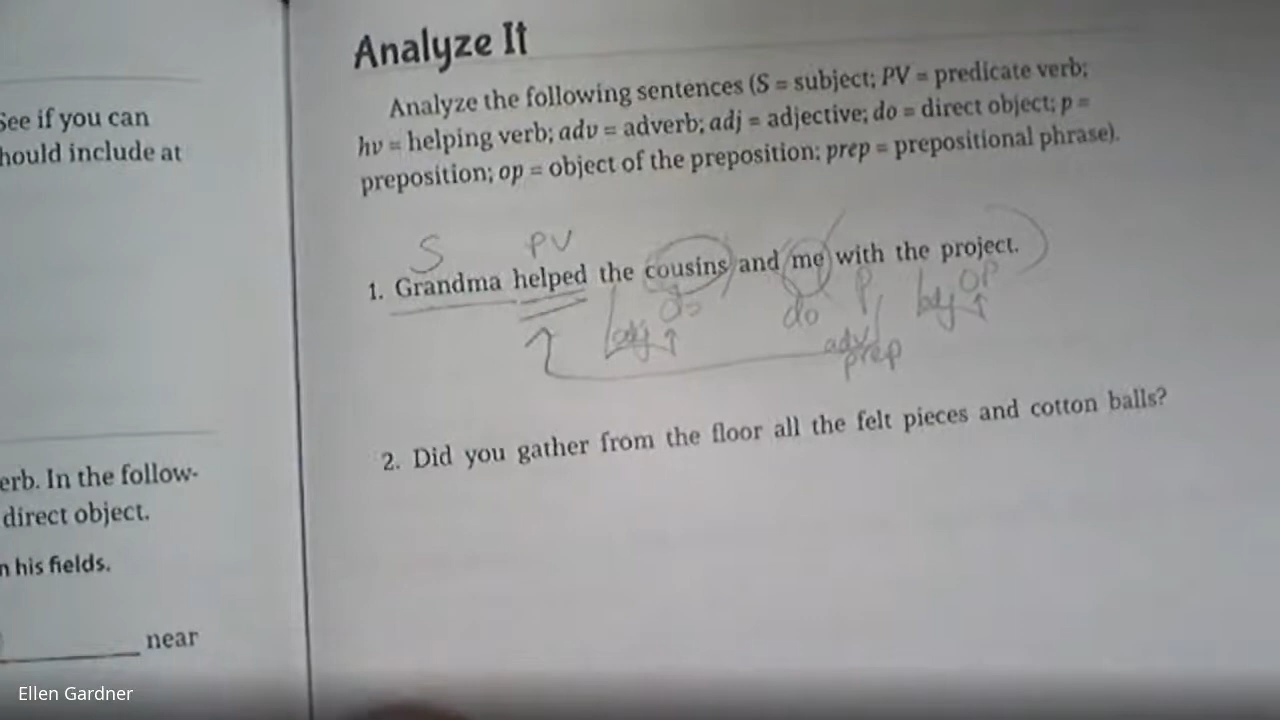 See if you can
hould include at
erb. In the follow-
direct object.
n his fields.
near
Analyze It
Analyze the following sentences (S = subject; PV = predicate verb;
hv = helping verb; adv = adverb; adj = adjective; do = direct object; p =
preposition; op = object of the preposition; prep = prepositional phrase).
S PV
1. Grandma helped the cousins and me with the project.
adj do do p adj op
adv prep
2. Did you gather from the floor all the felt pieces and cotton balls?
Ellen Gardner